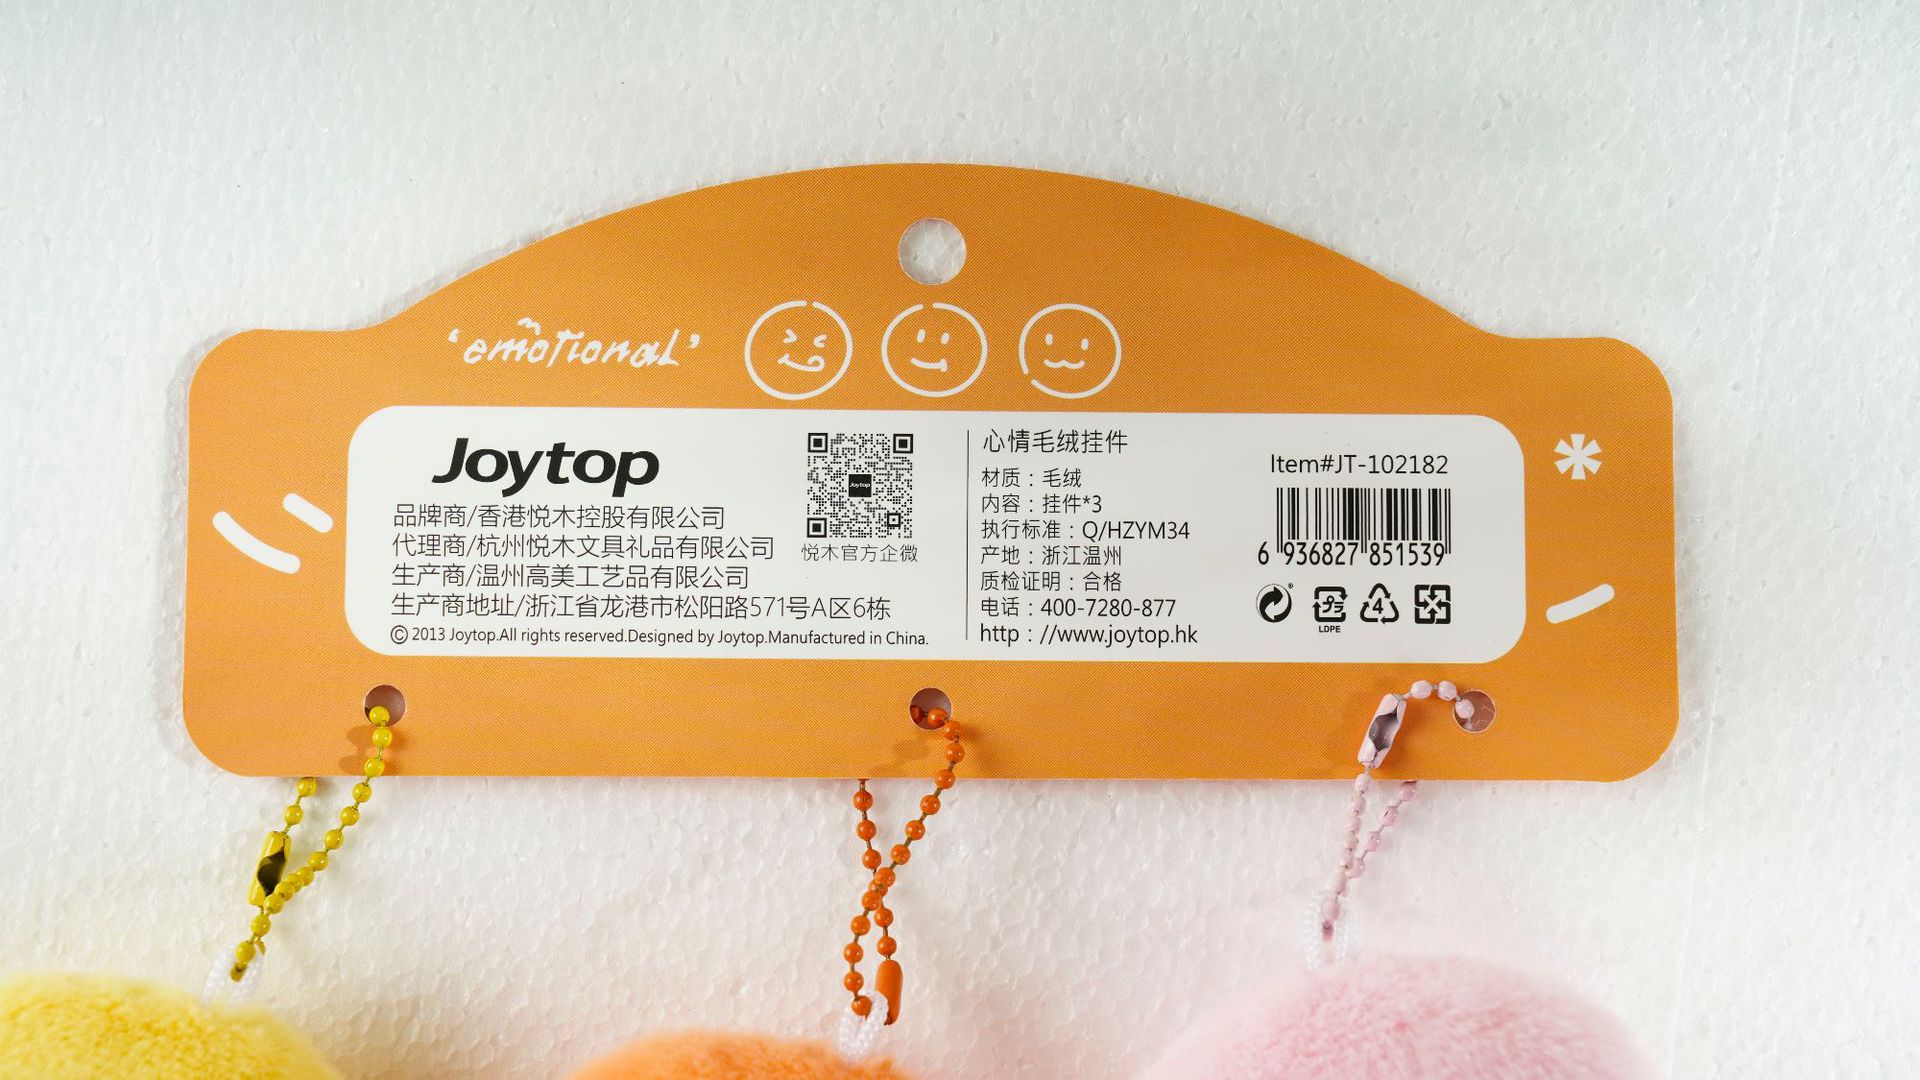 ‘emotional’
Joytop
品牌商/香港悦木控股有限公司
代理商/杭州悦木文具礼品有限公司
生产商/温州高美工艺品有限公司
生产商地址/浙江省龙港市松阳路571号A区6栋
© 2013 Joytop.All rights reserved.Designed by Joytop.Manufactured in China.
Joytop
悦木官方企微
心情毛绒挂件
材质：毛绒
内容：挂件*3
执行标准：Q/HZYM34
产地：浙江温州
质检证明：合格
电话：400-7280-877
http：//www.joytop.hk
Item#JT-102182
6 936827 851539
プラ
LDPE
4